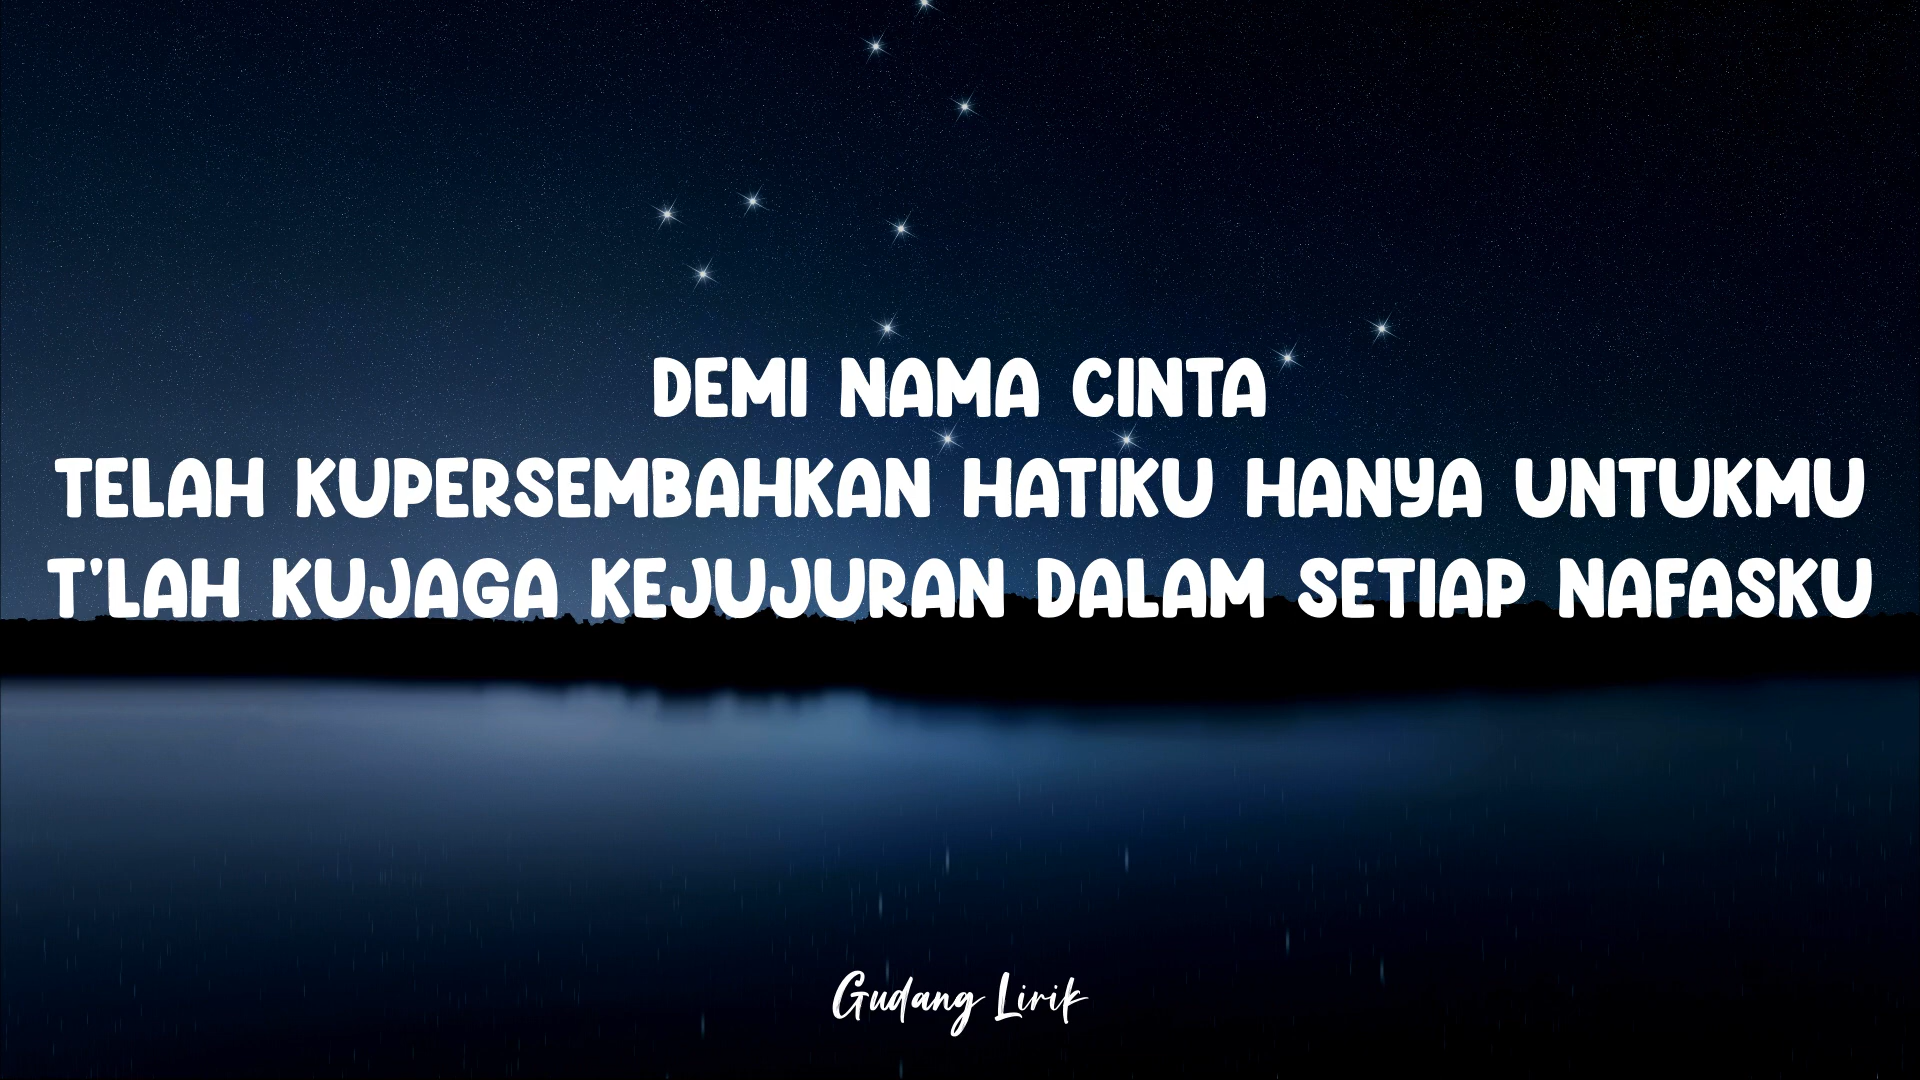 DEMI NAMA CINTA
TELAH KUPERSEMBAHKAN HATIKU HANYA UNTUKMU
T'LAH KUJAGA KEJUJURAN DALAM SETIAP NAFASKU
Gudang Lirik